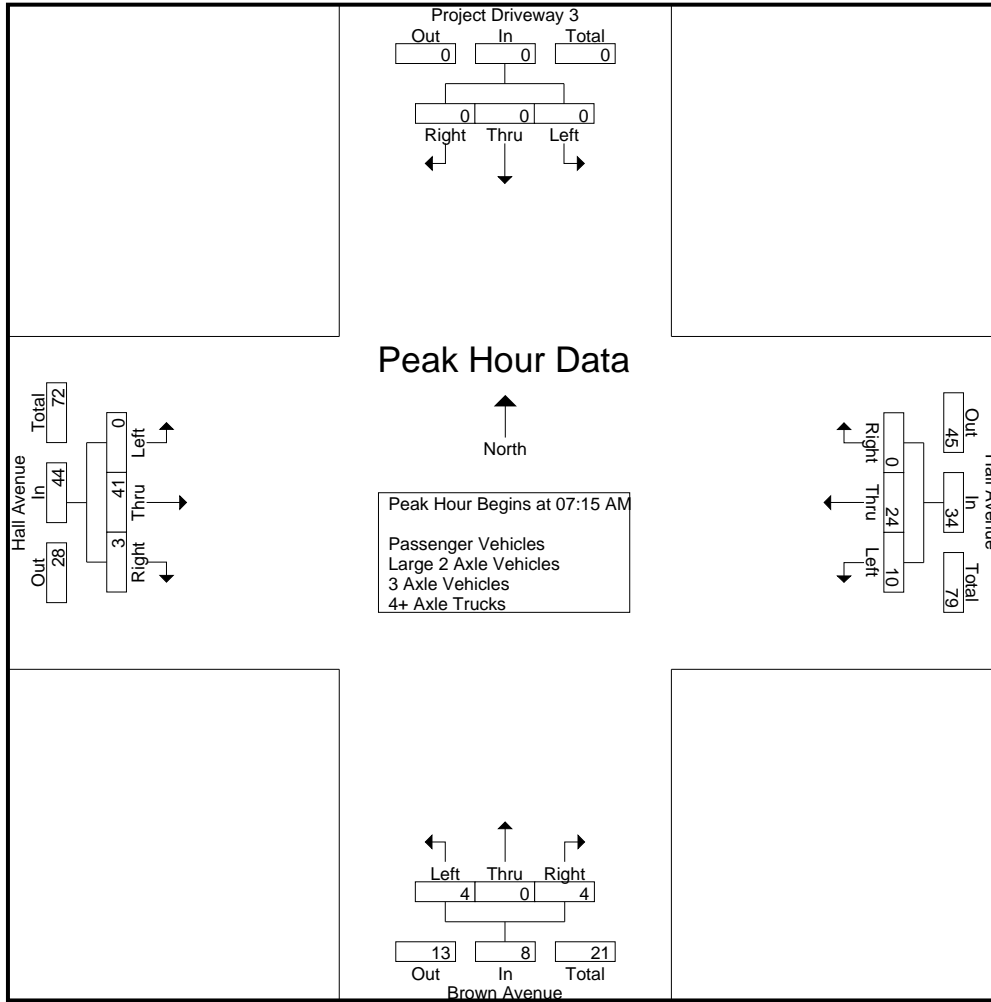 Project Driveway 3
Out In Total
0 0 0
0 0 0
Right Thru Left
Peak Hour Data
North
Peak Hour Begins at 07:15 AM
Passenger Vehicles
Large 2 Axle Vehicles
3 Axle Vehicles
4+ Axle Trucks
Hall Avenue
Out In Total
28 44 72
3 41 0
Right Thru Left
Hall Avenue
Out In Total
45 34 79
0 24 10
Right Thru Left
Left Thru Right
4 0 4
13 8 21
Out In Total
Brown Avenue